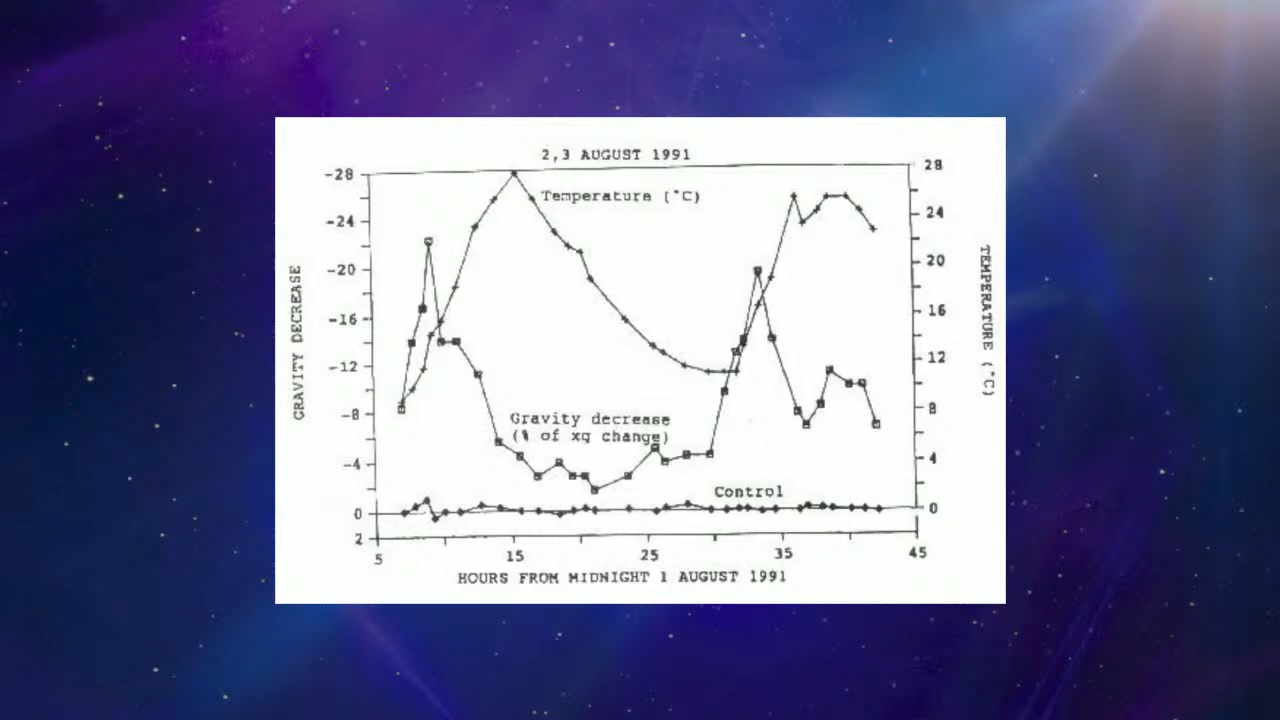 2,3 AUGUST 1991
Temperature (°C)
Gravity decrease
(% of xg change)
Control
GRAVITY DECREASE
-28
-24
-20
-16
-12
-8
-4
0
2
TEMPERATURE (°C)
28
24
20
16
12
8
4
0
5 15 25 35 45
HOURS FROM MIDNIGHT 1 AUGUST 1991